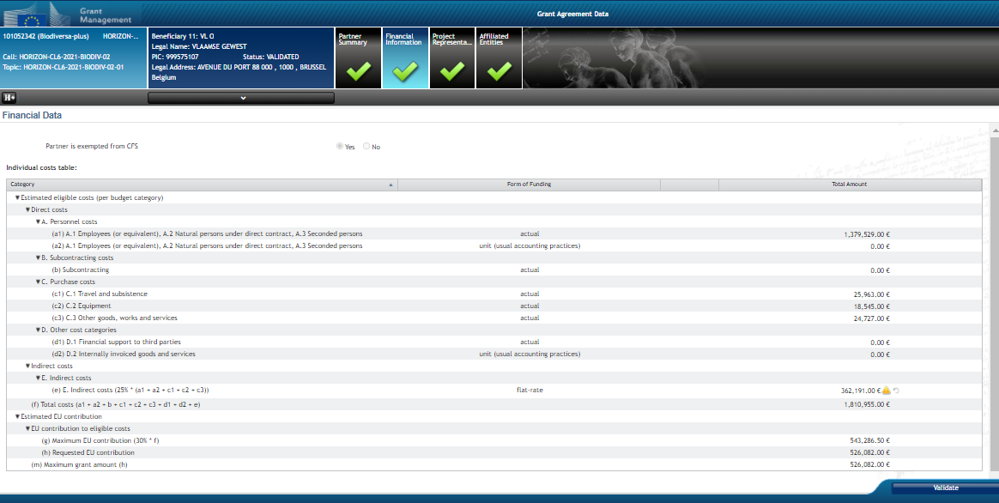 Grant
Management
Grant Agreement Data
101052342 (Biodiversa-plus) HORIZON-..
Call: HORIZON-CL6-2021-BIODIV-02
Topic: HORIZON-CL6-2021-BIODIV-02-01
Beneficiary 11: VL O
Legal Name: VLAAMSE GEWEST
PIC: 999575107 Status: VALIDATED
Legal Address: AVENUE DU PORT 88 000 , 1000 , BRUSSEL
Belgium
Partner
Summary
Financial
Information
Project
Representa...
Affiliated
Entities
Financial Data
Partner is exempted from CFS Yes No
Individual costs table:
Category Form of Funding Total Amount
Estimated eligible costs (per budget category)
Direct costs
A. Personnel costs
(a1) A.1 Employees (or equivalent), A.2 Natural persons under direct contract, A.3 Seconded persons actual 1,379,529.00 €
(a2) A.1 Employees (or equivalent), A.2 Natural persons under direct contract, A.3 Seconded persons unit (usual accounting practices) 0.00 €
B. Subcontracting costs
(b) Subcontracting actual 0.00 €
C. Purchase costs
(c1) C.1 Travel and subsistence actual 25,963.00 €
(c2) C.2 Equipment actual 18,545.00 €
(c3) C.3 Other goods, works and services actual 24,727.00 €
D. Other cost categories
(d1) D.1 Financial support to third parties actual 0.00 €
(d2) D.2 Internally invoiced goods and services unit (usual accounting practices) 0.00 €
Indirect costs
E. Indirect costs
(e) E. Indirect costs (25% * (a1 + a2 + c1 + c2 + c3)) flat-rate 362,191.00 €
(f) Total costs (a1 + a2 + b + c1 + c2 + c3 + d1 + d2 + e) 1,810,955.00 €
Estimated EU contribution
EU contribution to eligible costs
(g) Maximum EU contribution (30% * f) 543,286.50 €
(h) Requested EU contribution 526,082.00 €
(m) Maximum grant amount (h) 526,082.00 €
Validate